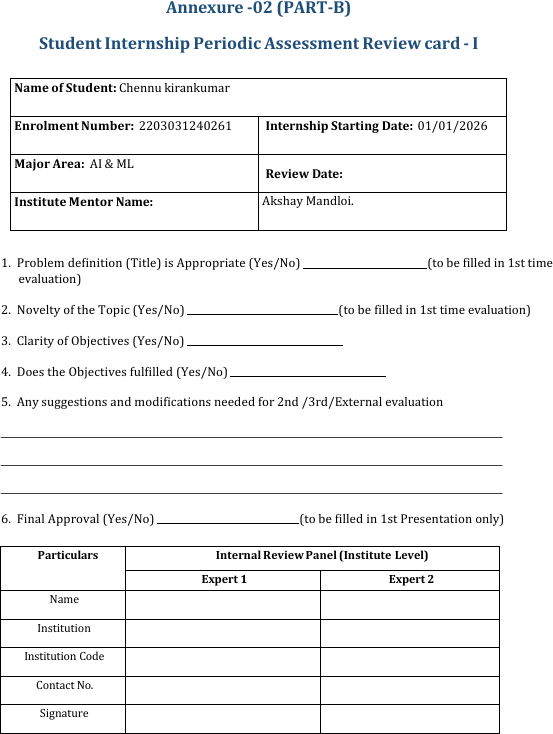 Annexure -02 (PART-B)
Student Internship Periodic Assessment Review card - I
Name of Student: Chennu kirankumar
Enrolment Number: 2203031240261
Internship Starting Date: 01/01/2026
Major Area: AI & ML
Review Date:
Institute Mentor Name:
Akshay Mandloi.
1. Problem definition (Title) is Appropriate (Yes/No) ____________________(to be filled in 1st time
evaluation)
2. Novelty of the Topic (Yes/No) ________________________(to be filled in 1st time evaluation)
3. Clarity of Objectives (Yes/No) _________________________
4. Does the Objectives fulfilled (Yes/No) _________________________
5. Any suggestions and modifications needed for 2nd /3rd/External evaluation
6. Final Approval (Yes/No) _______________________(to be filled in 1st Presentation only)
Particulars
Internal Review Panel (Institute Level)
Expert 1
Expert 2
Name
Institution
Institution Code
Contact No.
Signature